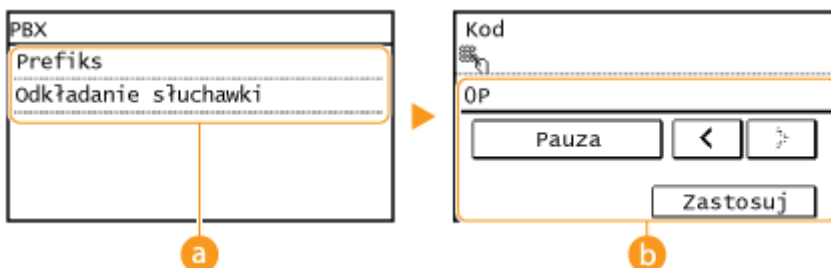 PBX
Prefiks
Odkładanie słuchawki
a
Kod
0P
Pauza < >
Zastosuj
b